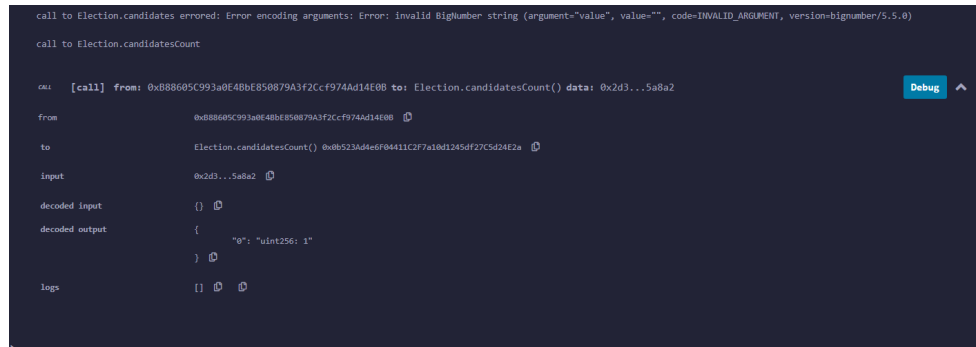 call to Election.candidates errored: Error encoding arguments: Error: invalid BigNumber string (argument="value", value="", code=INVALID_ARGUMENT, version=bignumber/5.5.0)
call to Election.candidatesCount
CALL [call] from: 0xB88605C993a0E4BbE850879A3f2Ccf974Ad14E0B to: Election.candidatesCount() data: 0x2d3...5a8a2 Debug
from 0xB88605C993a0E4BbE850879A3f2Ccf974Ad14E0B
to Election.candidatesCount() 0x0b523Ad4e6F04411C2F7a10d1245df27C5d24E2a
input 0x2d3...5a8a2
decoded input {}
decoded output {
"0": "uint256: 1"
}
logs []